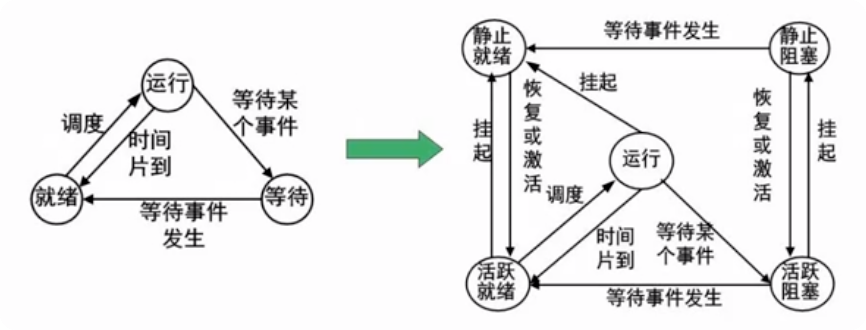 运行
调度
时间
片到
等待某
个事件
就绪
等待
等待事件
发生
静止
就绪
等待事件发生
静止
阻塞
挂起
挂起
恢复或激活
运行
恢复或激活
挂起
调度
时间
片到
等待某
个事件
活跃
就绪
等待事件发生
活跃
阻塞